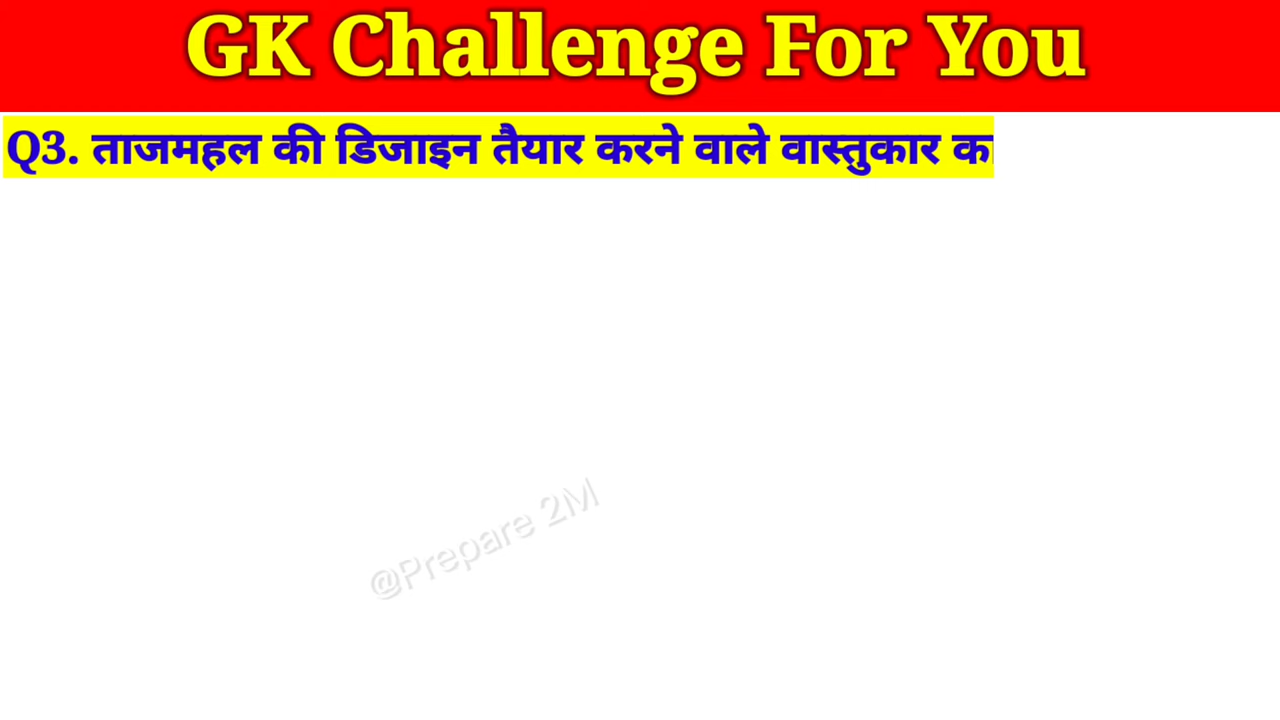 GK Challenge For You
Q3. ताजमहल की डिजाइन तैयार करने वाले वास्तुकार का
@Prepare 2M